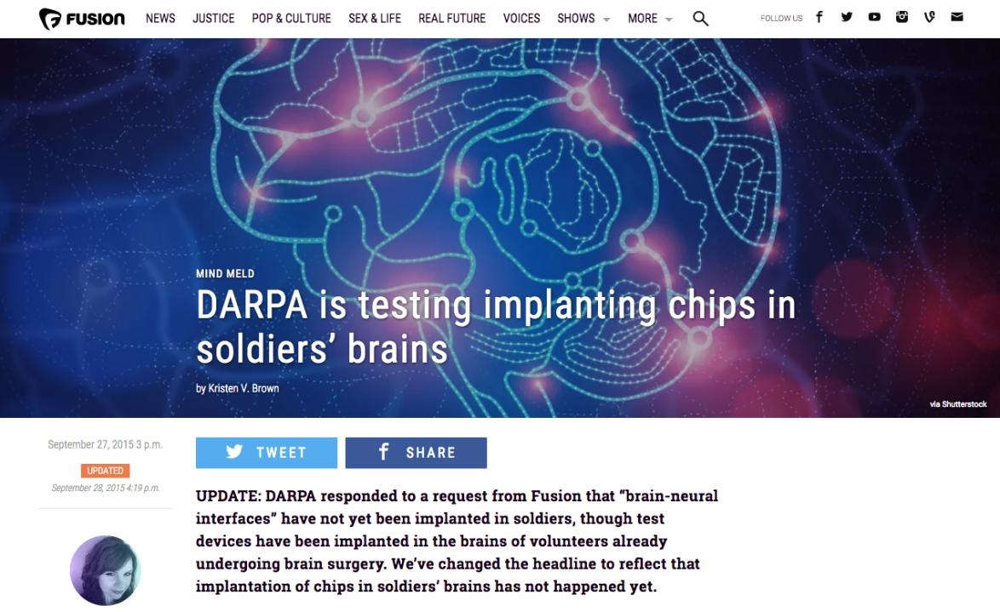 FUSION
NEWS JUSTICE POP & CULTURE SEX & LIFE REAL FUTURE VOICES SHOWS MORE
FOLLOW US
MIND MELD
DARPA is testing implanting chips in
soldiers’ brains
by Kristen V. Brown
via Shutterstock
September 27, 2015 3 p.m.
UPDATED
September 28, 2015 4:19 p.m.
TWEET
SHARE
UPDATE: DARPA responded to a request from Fusion that “brain-neural
interfaces” have not yet been implanted in soldiers, though test
devices have been implanted in the brains of volunteers already
undergoing brain surgery. We’ve changed the headline to reflect that
implantation of chips in soldiers’ brains has not happened yet.